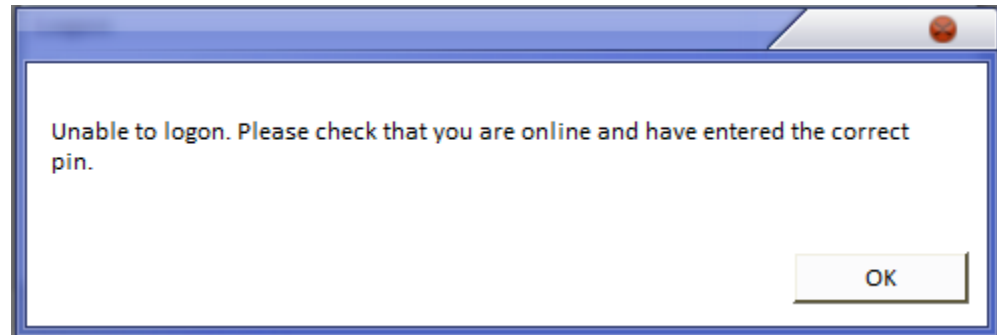 Unable to logon. Please check that you are online and have entered the correct
pin.
OK